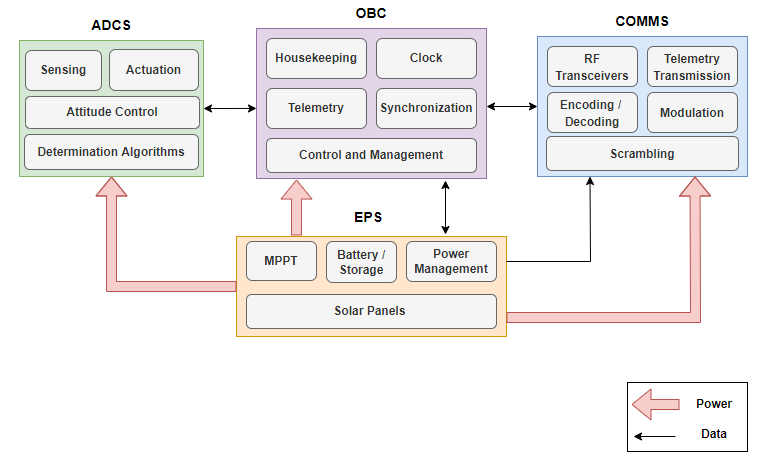 ADCS
OBC
COMMS
Sensing
Actuation
Attitude Control
Determination Algorithms
Housekeeping
Clock
Telemetry
Synchronization
Control and Management
RF
Transceivers
Telemetry
Transmission
Encoding /
Decoding
Modulation
Scrambling
EPS
MPPT
Battery /
Storage
Power
Management
Solar Panels
Power
Data